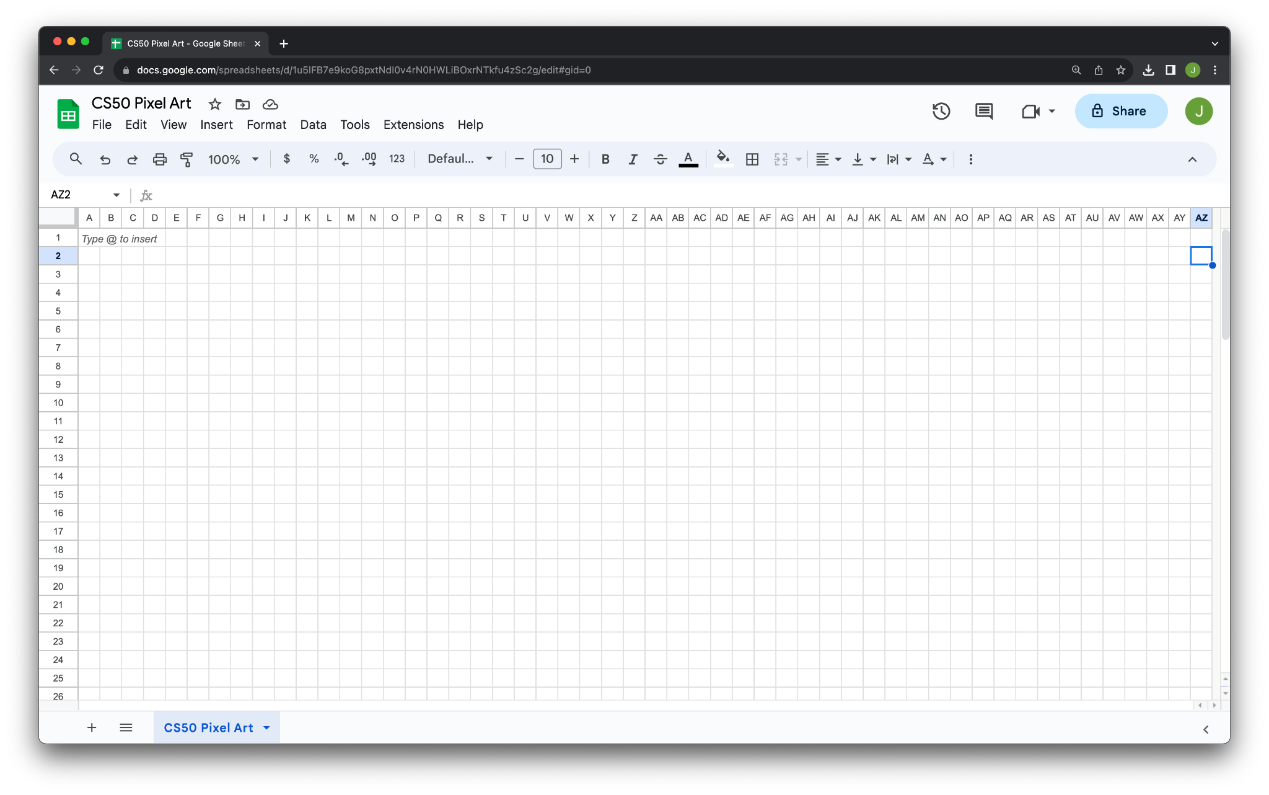 CS50 Pixel Art - Google Shee
docs.google.com/spreadsheets/d/1u5lFB7e9koG8pxtNdl0v4rN0HWLiBOxrNTkfu4zSc2g/edit#gid=0
J
CS50 Pixel Art
File Edit View Insert Format Data Tools Extensions Help
Share
J
100% $ % .0 .00 123 Defaul... 10 B I S A
AZ2 fx
A B C D E F G H I J K L M N O P Q R S T U V W X Y Z AA AB AC AD AE AF AG AH AI AJ AK AL AM AN AO AP AQ AR AS AT AU AV AW AX AY AZ
1 Type @ to insert
2
3
4
5
6
7
8
9
10
11
12
13
14
15
16
17
18
19
20
21
22
23
24
25
26
CS50 Pixel Art